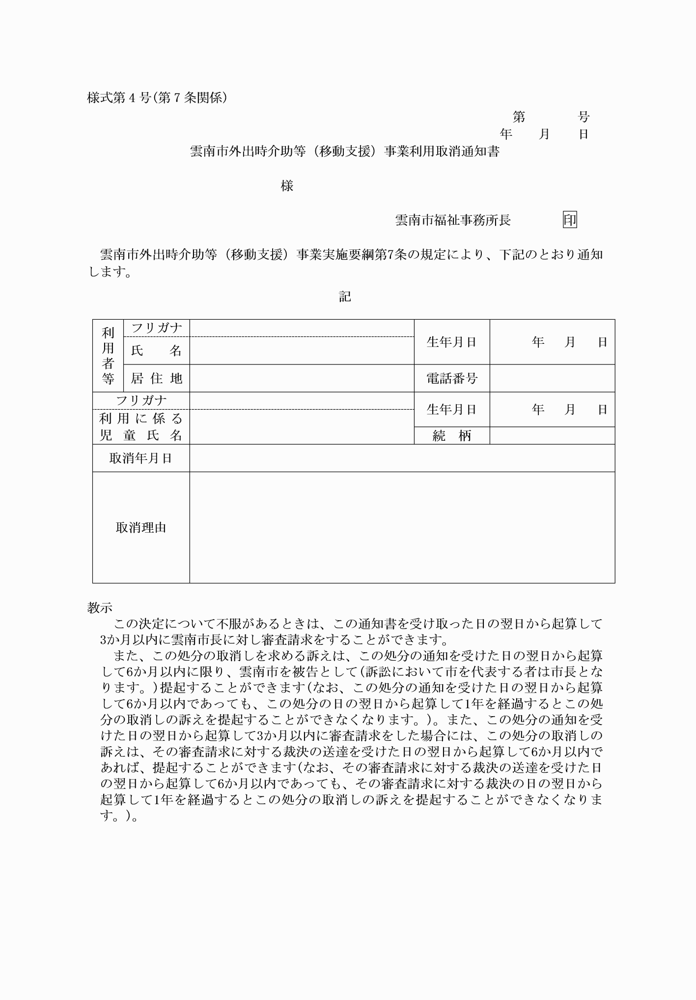 様式第４号(第７条関係)
第　　　　号
年　　月　　日
雲南市外出時介助等（移動支援）事業利用取消通知書
様
雲南市福祉事務所長　　　　印
雲南市外出時介助等（移動支援）事業実施要綱第7条の規定により、下記のとおり通知
します。
記
利用者等
フリガナ
氏　　名
生年月日
年　月　日
居 住 地
電話番号
フリガナ
利用に係る
児童氏名
生年月日
年　月　日
続　柄
取消年月日
取消理由
教示
この決定について不服があるときは、この通知書を受け取った日の翌日から起算して
3か月以内に雲南市長に対し審査請求をすることができます。
また、この処分の取消しを求める訴えは、この処分の通知を受けた日の翌日から起算
して6か月以内に限り、雲南市を被告として(訴訟において市を代表する者は市長とな
ります。)提起することができます(なお、この処分の通知を受けた日の翌日から起算
して6か月以内であっても、この処分の日の翌日から起算して1年を経過するとこの処
分の取消しの訴えを提起することができなくなります。)。また、この処分の通知を受
けた日の翌日から起算して3か月以内に審査請求をした場合には、この処分の取消しの
訴えは、その審査請求に対する裁決の送達を受けた日の翌日から起算して6か月以内で
あれば、提起することができます(なお、その審査請求に対する裁決の送達を受けた日
の翌日から起算して6か月以内であっても、その審査請求に対する裁決の日の翌日から
起算して1年を経過するとこの処分の取消しの訴えを提起することができなくなりま
す。)。